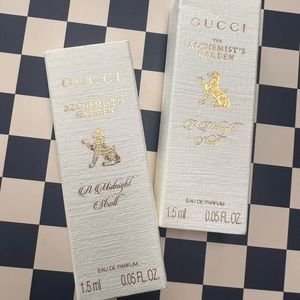 GUCCI
THE
ALCHEMIST'S
GARDEN
A Midnight
Stroll
EAU DE PARFUM
1.5 ml 0.05 FL.OZ.
GUCCI
THE
ALCHEMIST'S
GARDEN
A Midnight
Stroll
EAU DE PARFUM
1.5 ml 0.05 FL.OZ.